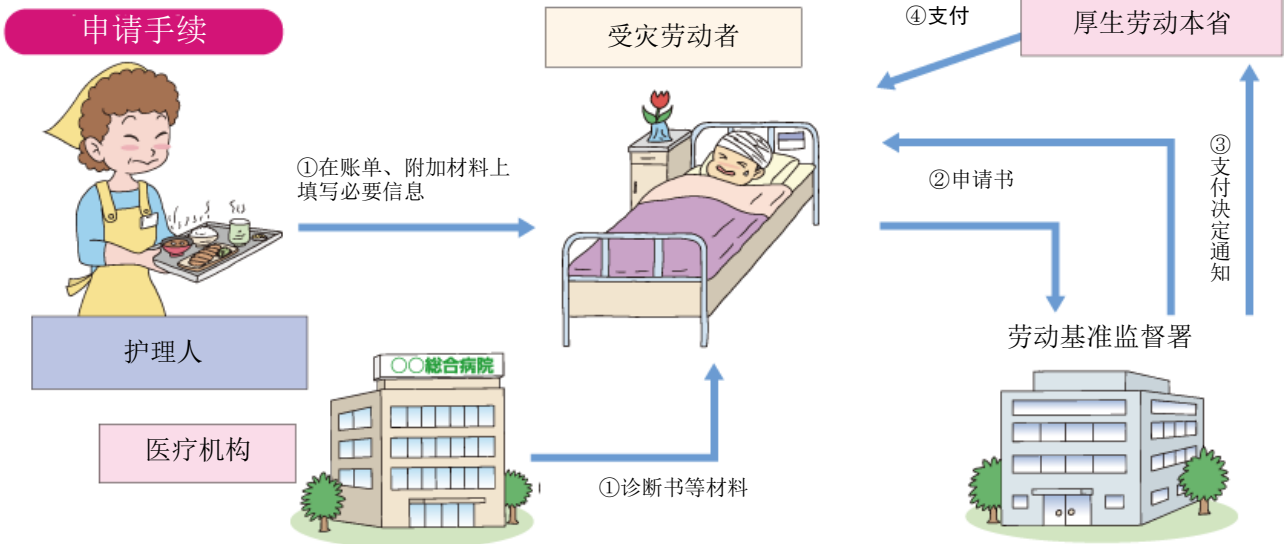 申请手续
受灾劳动者
④支付
厚生劳动本省
①在账单、附加材料上
填写必要信息
②申请书
③支付决定通知
护理人
劳动基准监督署
〇〇総合病院
医疗机构
①诊断书等材料